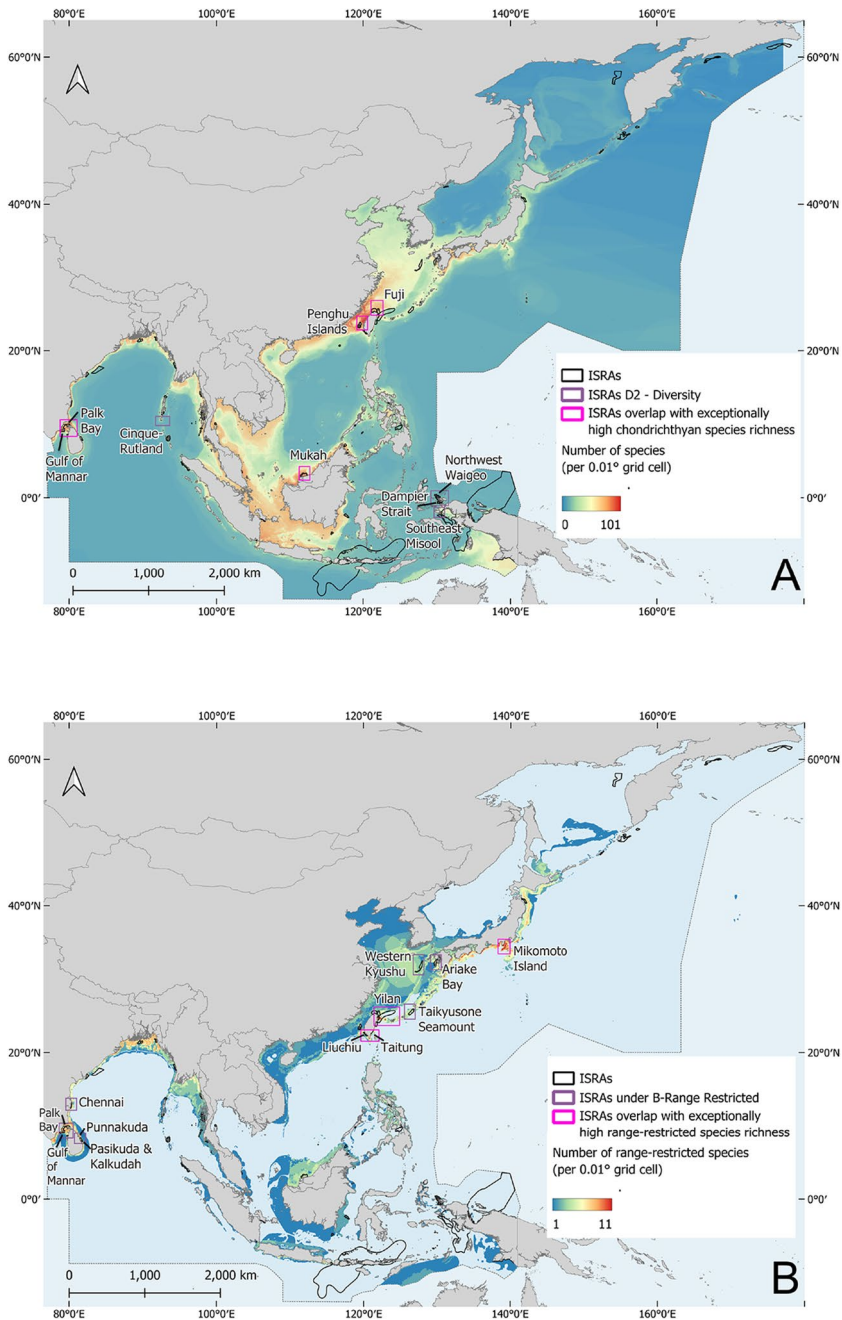 80°0'E 100°0'E 120°0'E 140°0'E 160°0'E
60°0'N 60°0'N
40°0'N 40°0'N
Fuji
Penghu
Islands
20°0'N 20°0'N
ISRAs
ISRAs D2 - Diversity
ISRAs overlap with exceptionally
high chondrichthyan species richness
Number of species
(per 0.01° grid cell)
0 101
Palk
Bay
Cinque-
Rutland
Gulf of
Mannar
Mukah
Northwest
Waigeo
Dampier
Strait
Southeast
Misool
0°0' 0°0'
0 1,000 2,000 km
A
80°0'E 100°0'E 120°0'E 140°0'E 160°0'E
80°0'E 100°0'E 120°0'E 140°0'E 160°0'E
60°0'N 60°0'N
40°0'N 40°0'N
Western
Kyushu
Ariake
Bay
Mikomoto
Island
Yilan
Taikyusone
Seamount
Liuchiu Taitung
20°0'N 20°0'N
ISRAs
ISRAs under B-Range Restricted
ISRAs overlap with exceptionally
high range-restricted species richness
Number of range-restricted species
(per 0.01° grid cell)
1 11
Chennai
Palk
Bay
Punnakuda
Gulf
of
Mannar
Pasikuda &
Kalkudah
0°0' 0°0'
0 1,000 2,000 km
B
80°0'E 100°0'E 120°0'E 140°0'E 160°0'E